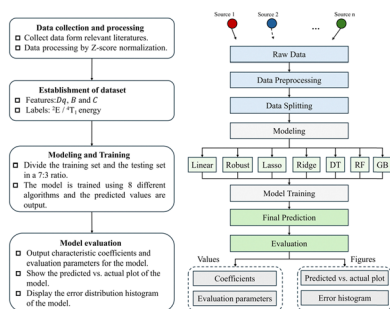 Data collection and processing
Collect data form relevant literatures.
Data processing by Z-score normalization.
Establishment of dataset
Features:Dq, B and C
Labels: ²E / ⁴T₁ energy
Modeling and Training
Divide the training set and the testing set
in a 7:3 ratio.
The model is trained using 8 different
algorithms and the predicted values are
output.
Model evaluation
Output characteristic coefficients and
evaluation parameters for the model.
Show the predicted vs. actual plot of the
model.
Display the error distribution histogram
of the model.
Source 1
Source 2
...
Source n
Raw Data
Data Preprocessing
Data Splitting
Modeling
Linear
Robust
Lasso
Ridge
DT
RF
GB
Model Training
Final Prediction
Evaluation
Values
Figures
Coefficients
Evaluation parameters
Predicted vs. actual plot
Error histogram